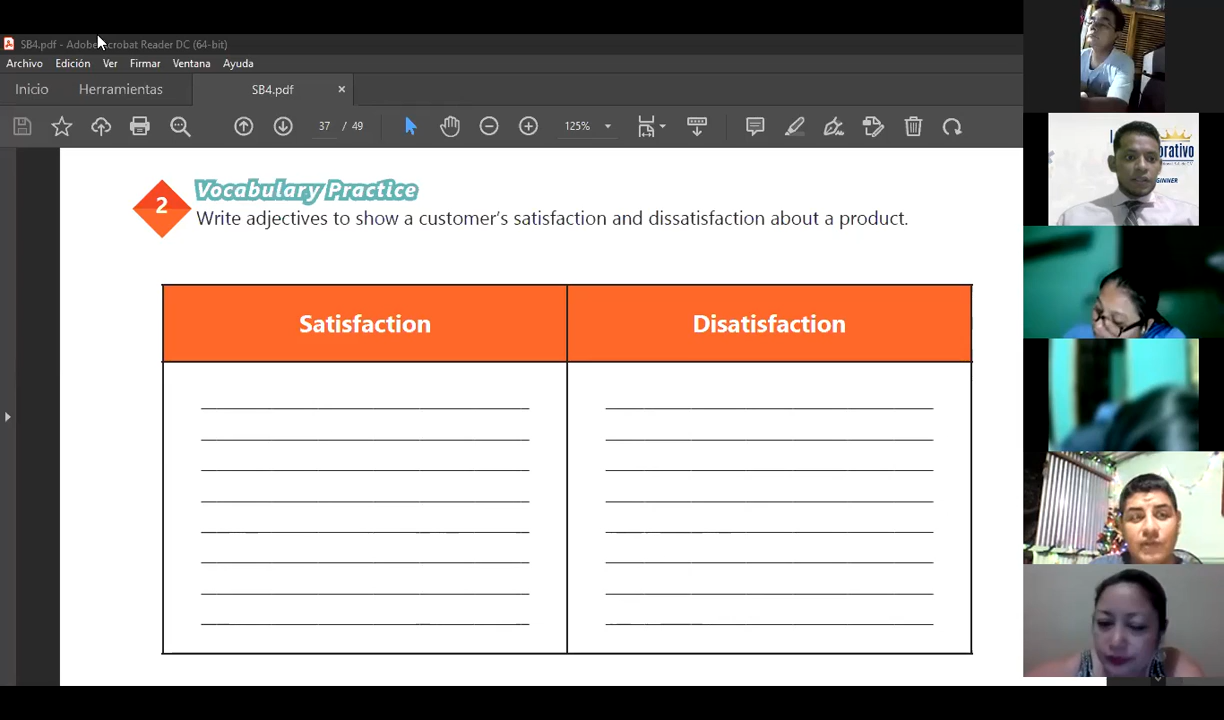 SB4.pdf - Adobe Acrobat Reader DC (64-bit)
Archivo Edición Ver Firmar Ventana Ayuda
Inicio Herramientas SB4.pdf ×
37 / 49 125%
2
Vocabulary Practice
Write adjectives to show a customer's satisfaction and dissatisfaction about a product.
Satisfaction Disatisfaction